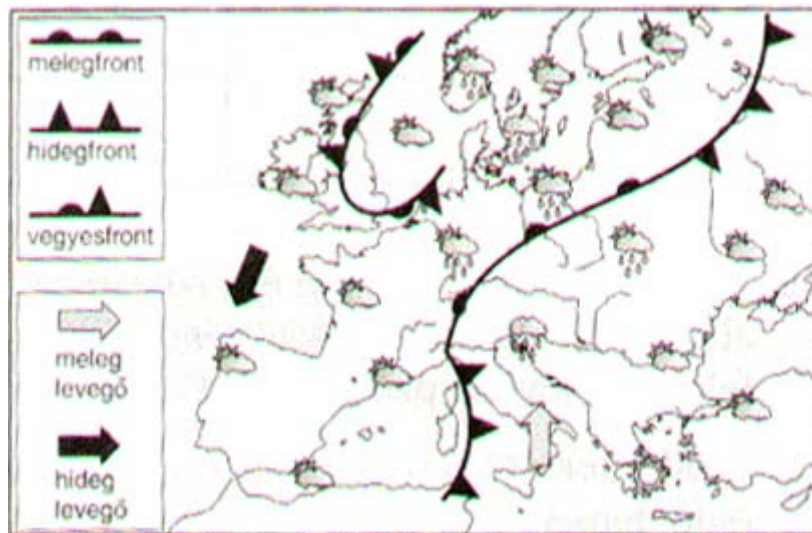 melegfront
hidegfront
vegyesfront
meleg
levegő
hideg
levegő